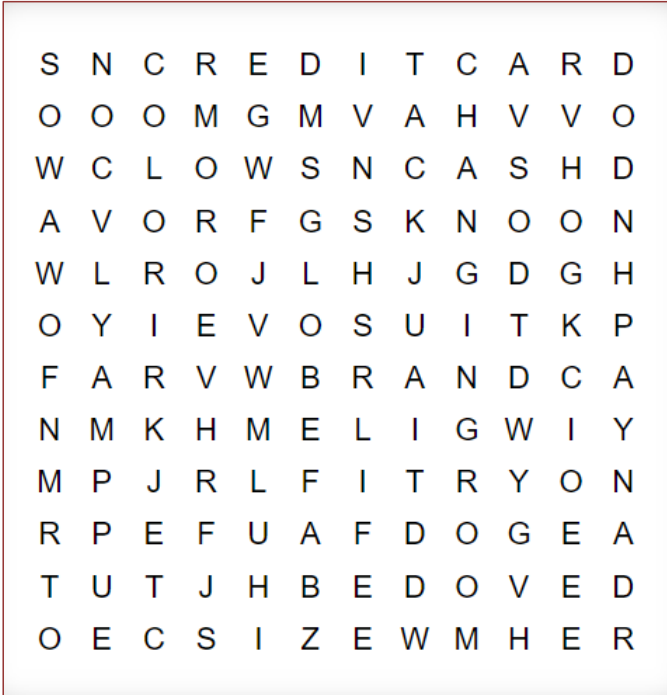 S N C R E D I T C A R D
O O O M G M V A H V V O
W C L O W S N C A S H D
A V O R F G S K N O O N
W L R O J L H J G D G H
O Y I E V O S U I T K P
F A R V W B R A N D C A
N M K H M E L I G W I Y
M P J R L F I T R Y O N
R P E F U A F D O G E A
T U T J H B E D O V E D
O E C S I Z E W M H E R